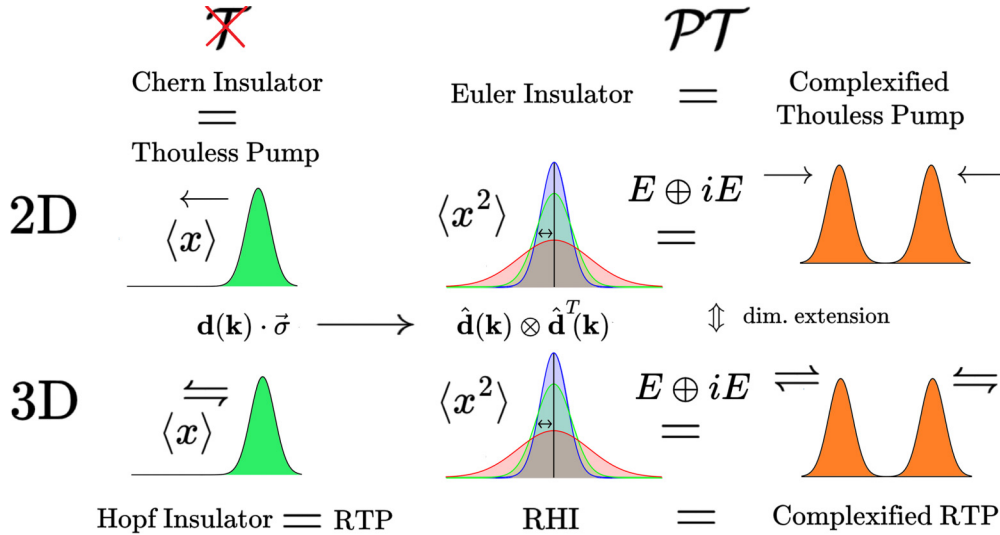 𝒯 𝒫𝒯
Chern Insulator
=
Thouless Pump
Euler Insulator = Complexified
Thouless Pump
2D
← ⟨x⟩
⟨x²⟩ ↔
E ⊕ iE
=
→ ←
d(k) · σ⃗ ⟶ d̂(k) ⊗ d̂ᵀ(k)
⇕ dim. extension
3D
⇋ ⟨x⟩
⟨x²⟩ ↔
E ⊕ iE
=
⇌ ⇋
Hopf Insulator = RTP
RHI = Complexified RTP